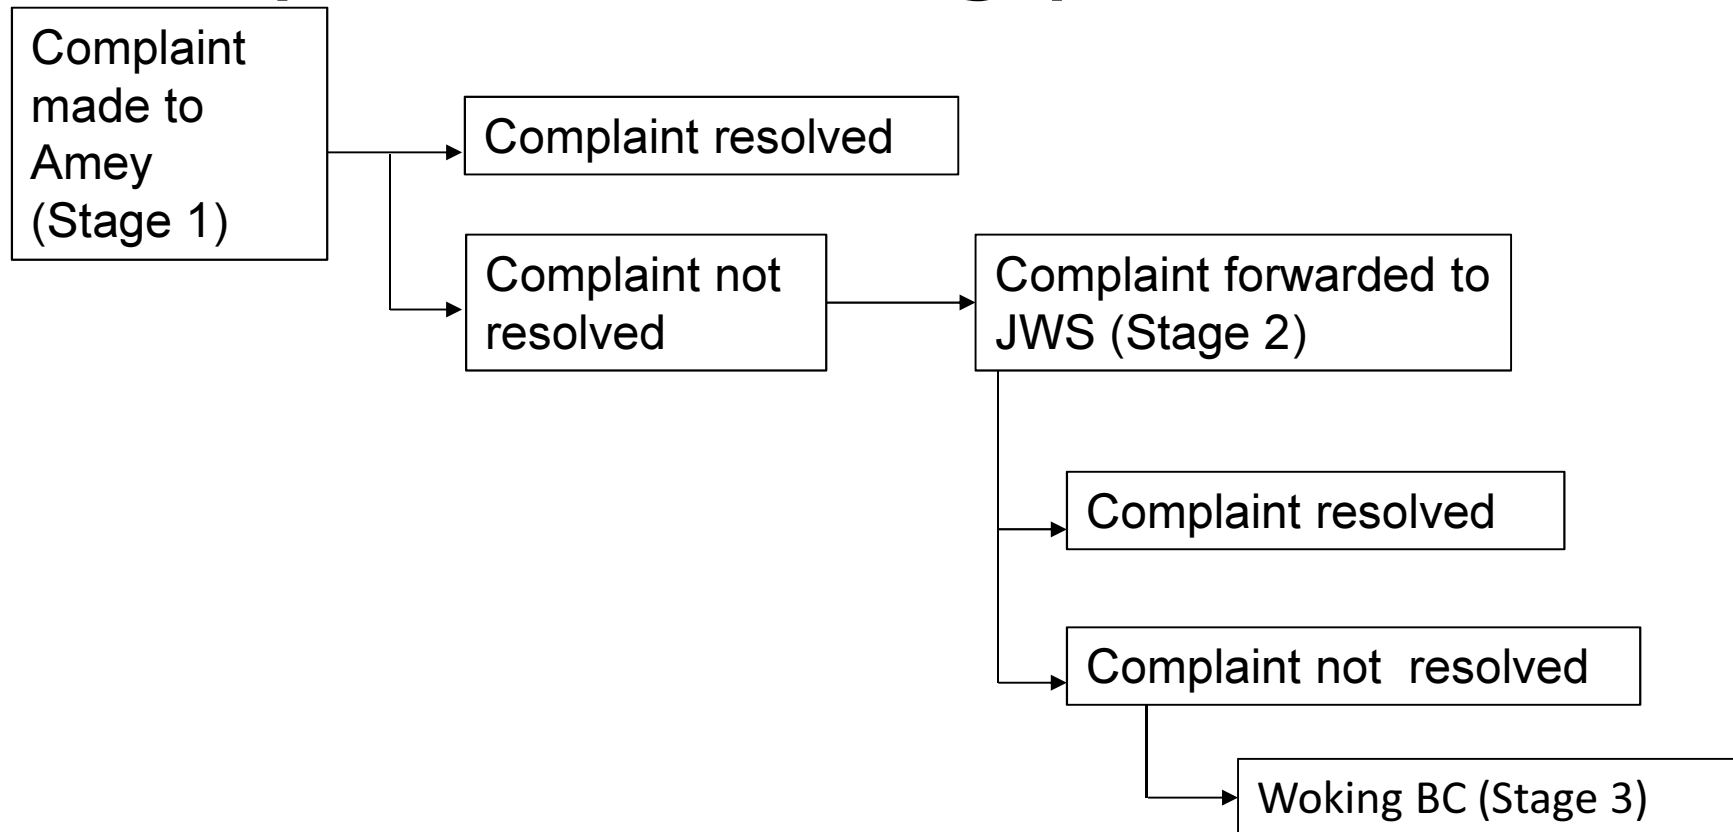 Complaint
made to
Amey
(Stage 1)
Complaint resolved
Complaint not
resolved
Complaint forwarded to
JWS (Stage 2)
Complaint resolved
Complaint not  resolved
Woking BC (Stage 3)